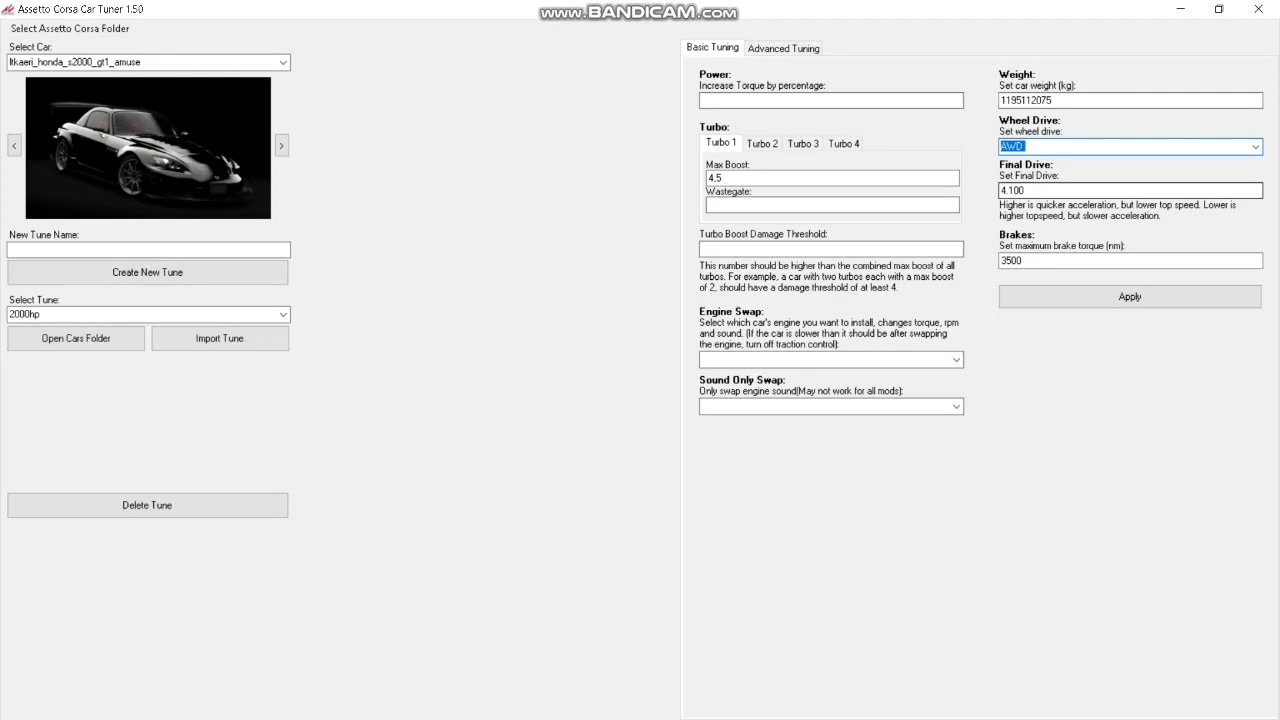 Assetto Corsa Car Tuner 1.50
www.BANDICAM.com
Select Assetto Corsa Folder
Select Car:
ltkaeri_honda_s2000_gt1_amuse
<
>
New Tune Name:
Create New Tune
Select Tune:
2000hp
Open Cars Folder
Import Tune
Delete Tune
Basic Tuning
Advanced Tuning
Power:
Increase Torque by percentage:
Turbo:
Turbo 1
Turbo 2
Turbo 3
Turbo 4
Max Boost:
4,5
Wastegate:
Turbo Boost Damage Threshold:
This number should be higher than the combined max boost of all
turbos. For example, a car with two turbos each with a max boost
of 2, should have a damage threshold of at least 4.
Engine Swap:
Select which car's engine you want to install, changes torque, rpm
and sound. (If the car is slower than it should be after swapping
the engine, turn off traction control):
Sound Only Swap:
Only swap engine sound(May not work for all mods):
Weight:
Set car weight (kg):
1195112075
Wheel Drive:
Set wheel drive:
AWD
Final Drive:
Set Final Drive:
4.100
Higher is quicker acceleration, but lower top speed. Lower is
higher topspeed, but slower acceleration.
Brakes:
Set maximum brake torque (nm):
3500
Apply